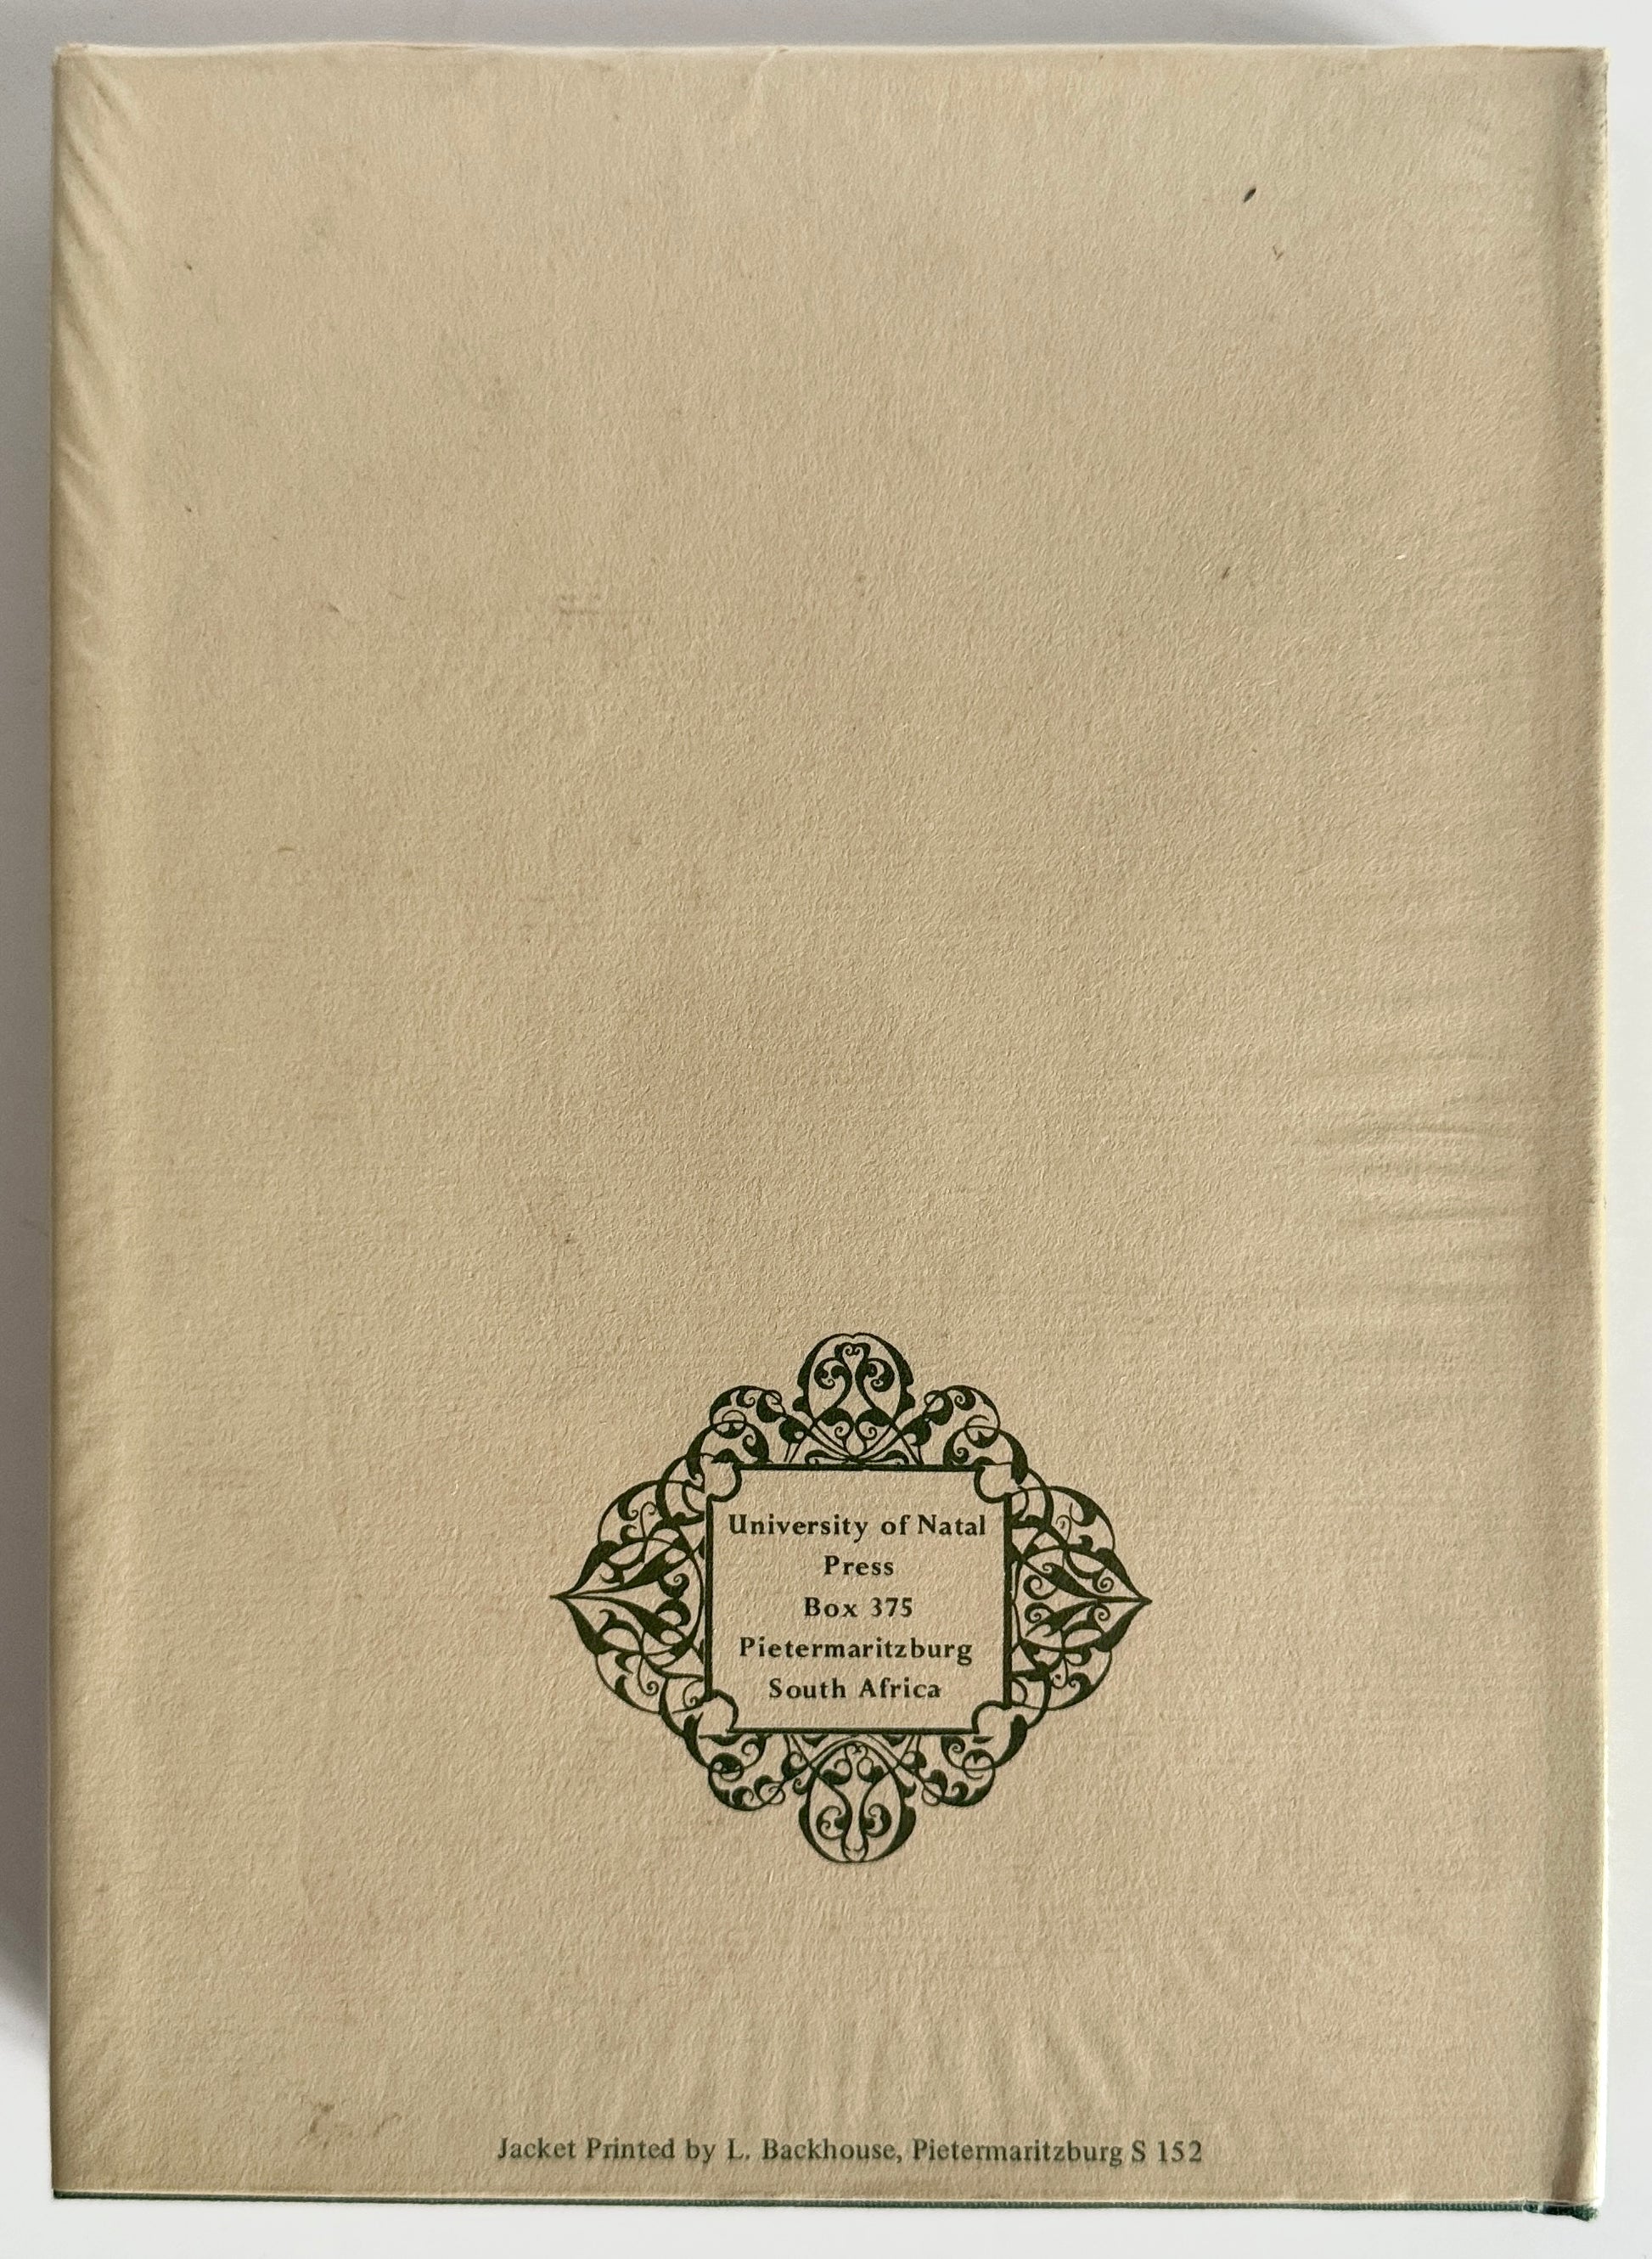 University of Natal
Press
Box 375
Pietermaritzburg
South Africa
Jacket Printed by L. Backhouse, Pietermaritzburg S 152